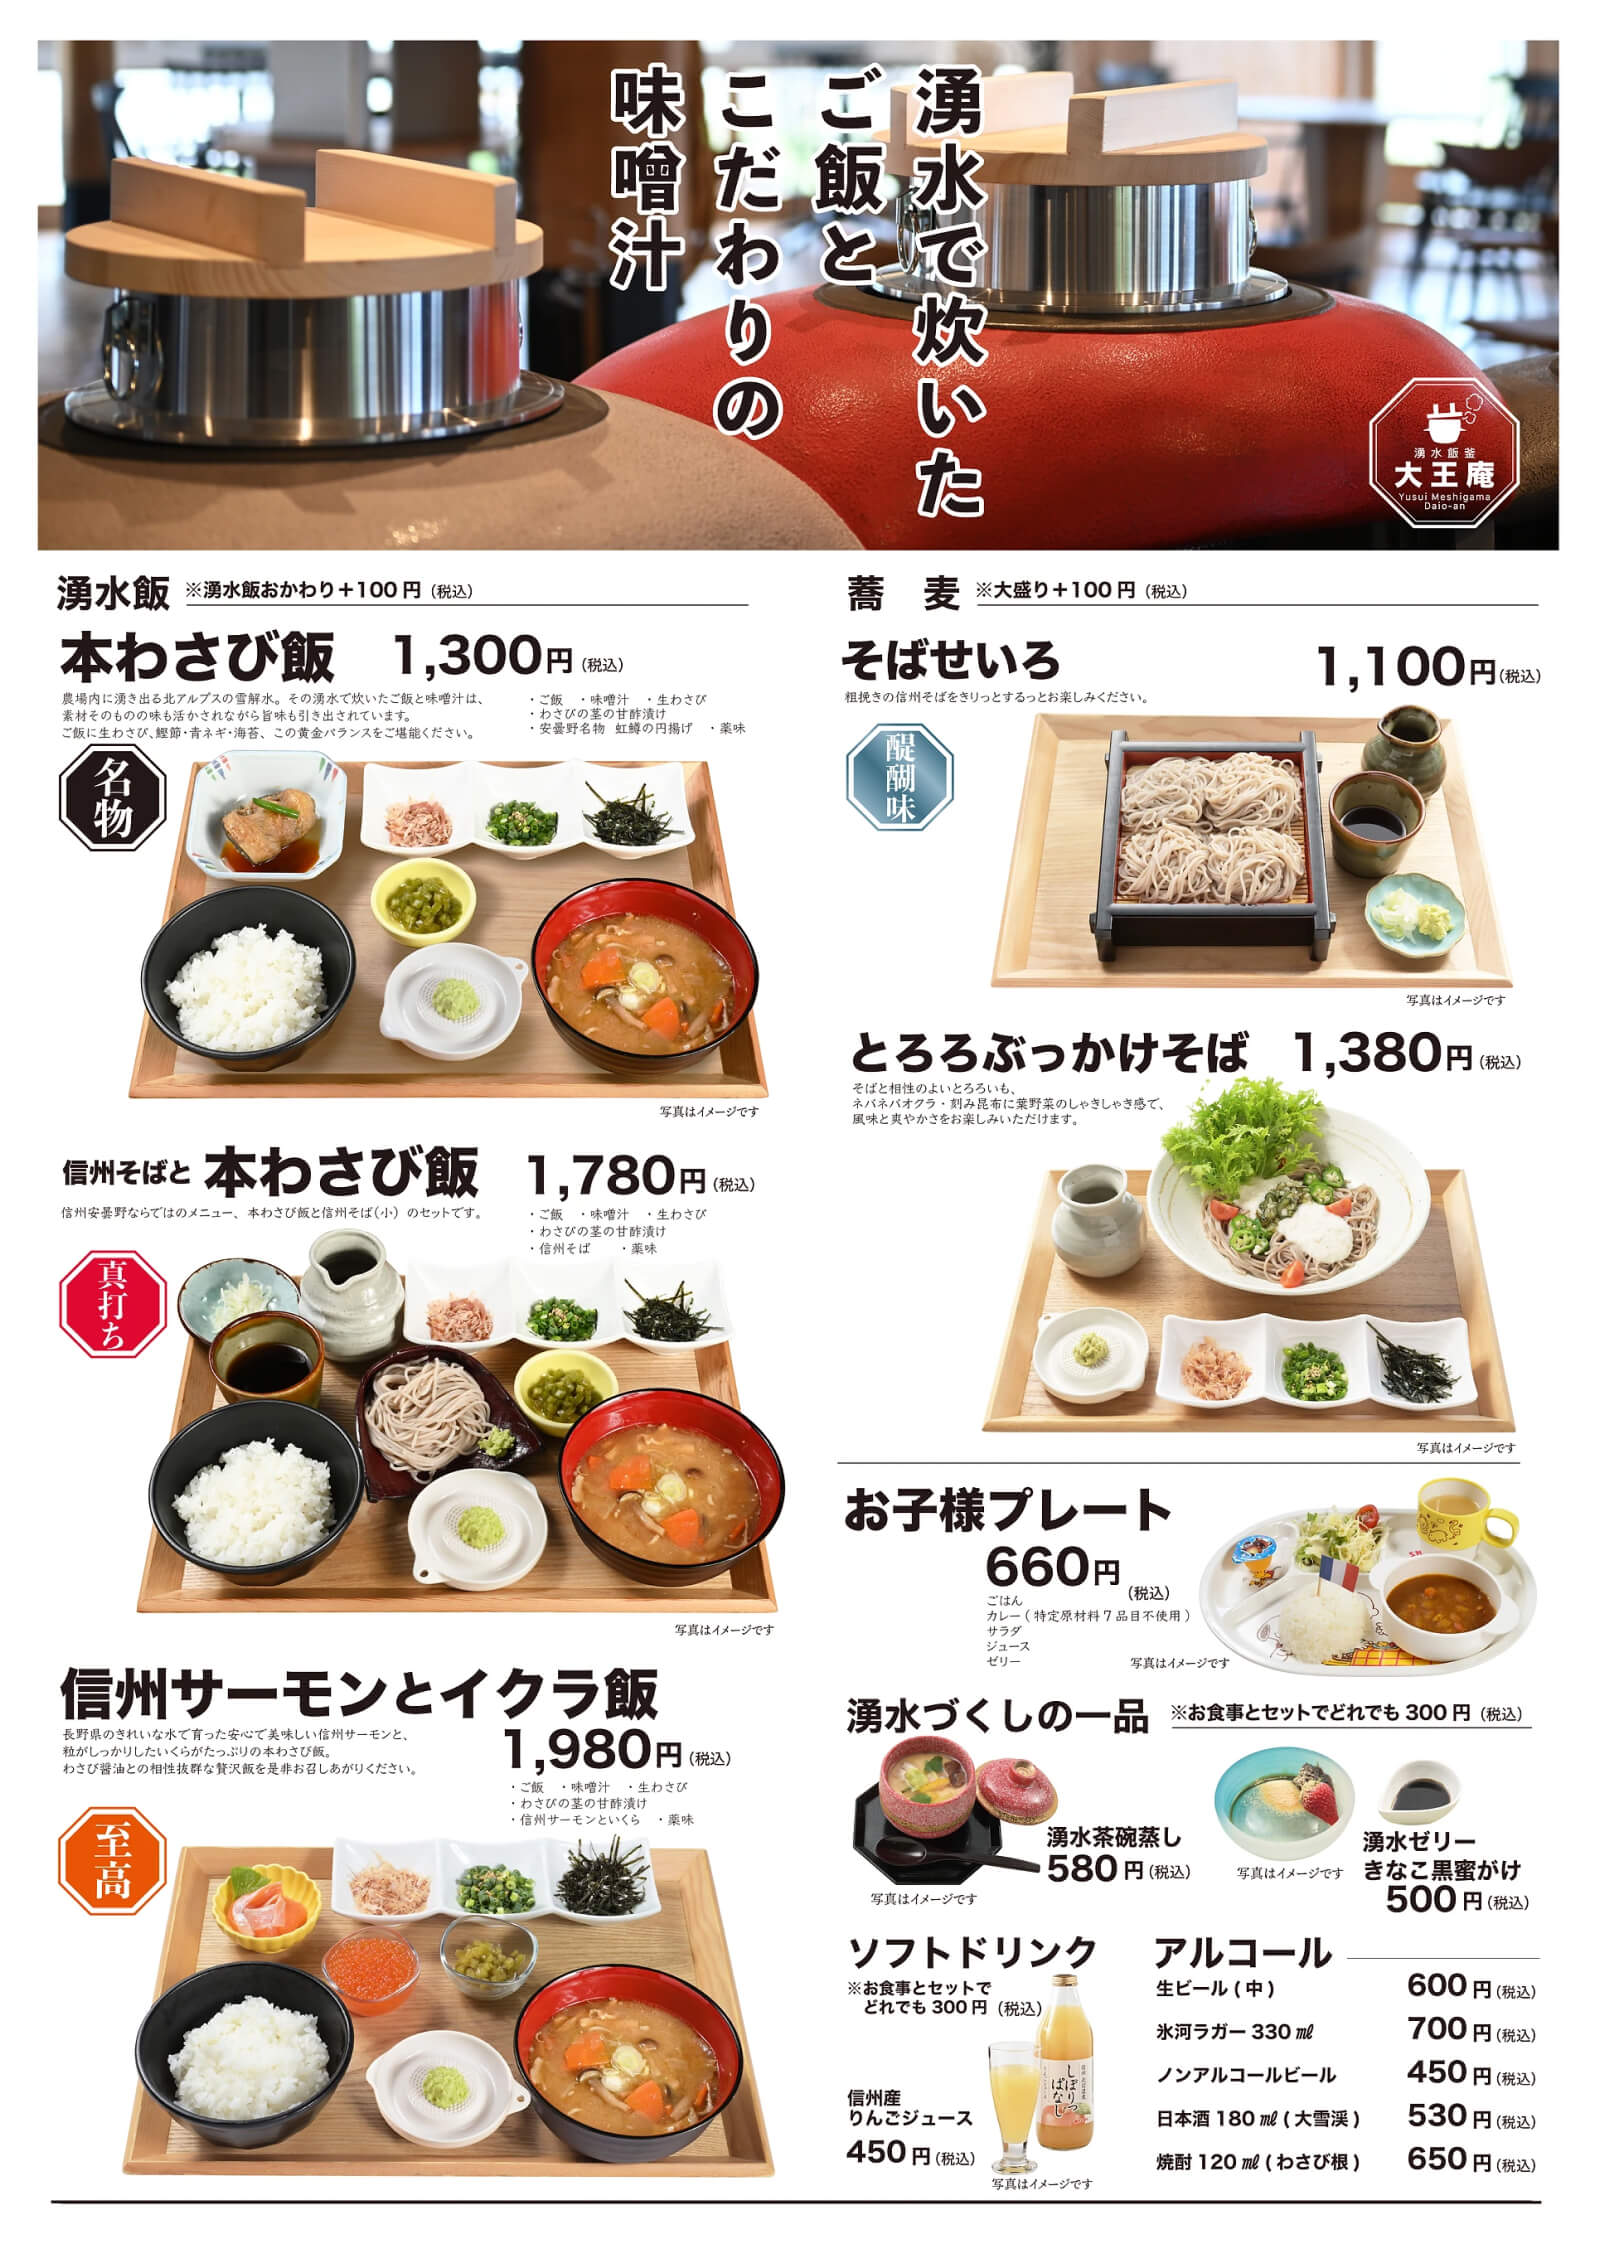 湧水で炊いた
ご飯と
こだわりの
味噌汁
湧水飯釜
大王庵
Yusui Meshigama
Daio-an
湧水飯 ※湧水飯おかわり＋100円（税込）
本わさび飯 1,300円（税込）
農場内に湧き出る北アルプスの雪解水。その湧水で炊いたご飯と味噌汁は、
素材そのものの味も活かされながら旨味も引き出されています。
ご飯に生わさび､鰹節･青ネギ･海苔、この黄金バランスをご堪能ください。
・ご飯 ・味噌汁 ・生わさび
・わさびの茎の甘酢漬け
・安曇野名物 虹鱒の円揚げ ・薬味
名物
写真はイメージです
信州そばと 本わさび飯 1,780円（税込）
信州安曇野ならではのメニュー、本わさび飯と信州そば（小）のセットです。
・ご飯 ・味噌汁 ・生わさび
・わさびの茎の甘酢漬け
・信州そば ・薬味
真打ち
写真はイメージです
信州サーモンとイクラ飯
1,980円（税込）
長野県のきれいな水で育った安心で美味しい信州サーモンと、
粒がしっかりしたいくらがたっぷりの本わさび飯。
わさび醤油との相性抜群な贅沢飯を是非お召しあがりください。
・ご飯 ・味噌汁 ・生わさび
・わさびの茎の甘酢漬け
・信州サーモンといくら ・薬味
至高
蕎麦 ※大盛り＋100円（税込）
そばせいろ 1,100円（税込）
粗挽きの信州そばをきりっとするっとお楽しみください。
醍醐味
写真はイメージです
とろろぶっかけそば 1,380円（税込）
そばと相性のよいとろろいも、
ネバネバオクラ・刻み昆布に葉野菜のしゃきしゃき感で、
風味と爽やかさをお楽しみいただけます。
写真はイメージです
お子様プレート
660円（税込）
ごはん
カレー(特定原材料7品目不使用)
サラダ
ジュース
ゼリー
写真はイメージです
湧水づくしの一品 ※お食事とセットでどれでも300円（税込）
湧水茶碗蒸し
580円（税込）
写真はイメージです
湧水ゼリー
きなこ黒蜜がけ
500円（税込）
写真はイメージです
ソフトドリンク
※お食事とセットで
どれでも300円（税込）
信州産
りんごジュース
450円（税込）
しぼりっぱなし
写真はイメージです
アルコール
生ビール(中) 600円（税込）
氷河ラガー330㎖ 700円（税込）
ノンアルコールビール 450円（税込）
日本酒180㎖(大雪渓) 530円（税込）
焼酎120㎖(わさび根) 650円（税込）